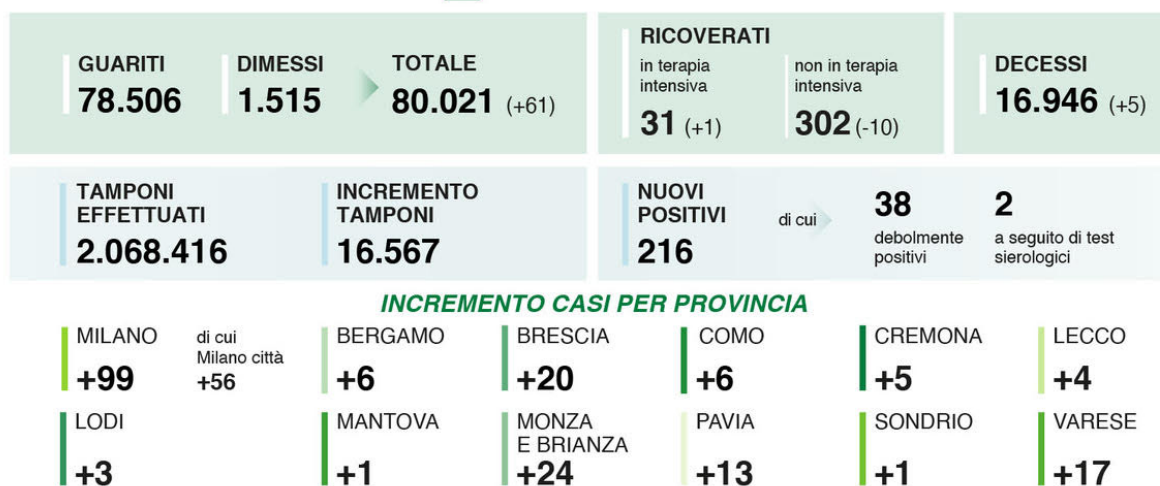 GUARITI
78.506
DIMESSI
1.515
TOTALE
80.021 (+61)
RICOVERATI
in terapia
intensiva
31 (+1)
non in terapia
intensiva
302 (-10)
DECESSI
16.946 (+5)
TAMPONI
EFFETTUATI
2.068.416
INCREMENTO
TAMPONI
16.567
NUOVI
POSITIVI
216
di cui
38
debolmente
positivi
2
a seguito di test
sierologici
INCREMENTO CASI PER PROVINCIA
MILANO
+99
di cui
Milano città
+56
BERGAMO
+6
BRESCIA
+20
COMO
+6
CREMONA
+5
LECCO
+4
LODI
+3
MANTOVA
+1
MONZA
E BRIANZA
+24
PAVIA
+13
SONDRIO
+1
VARESE
+17